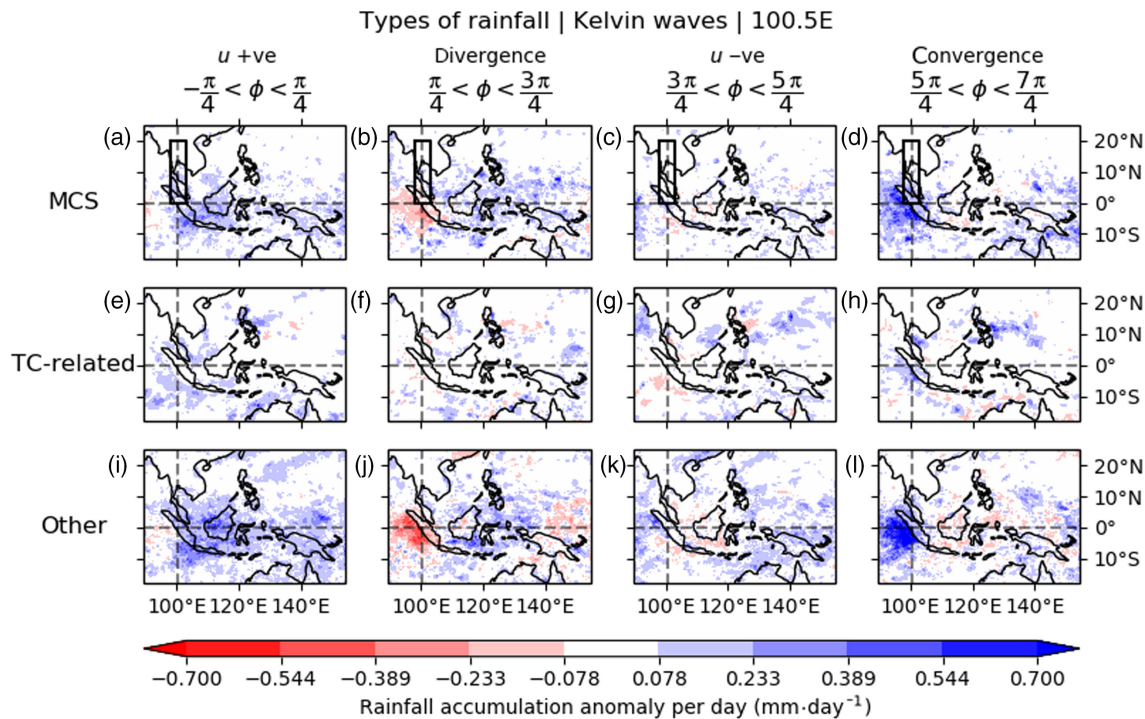 Types of rainfall | Kelvin waves | 100.5E
u +ve Divergence u −ve Convergence
−π/4 < ϕ < π/4 π/4 < ϕ < 3π/4 3π/4 < ϕ < 5π/4 5π/4 < ϕ < 7π/4
(a) (b) (c) (d) 20°N
10°N
MCS 0°
10°S
(e) (f) (g) (h) 20°N
10°N
TC-related 0°
10°S
(i) (j) (k) (l) 20°N
10°N
Other 0°
10°S
100°E 120°E 140°E 100°E 120°E 140°E 100°E 120°E 140°E 100°E 120°E 140°E
−0.700 −0.544 −0.389 −0.233 −0.078 0.078 0.233 0.389 0.544 0.700
Rainfall accumulation anomaly per day (mm·day⁻¹)